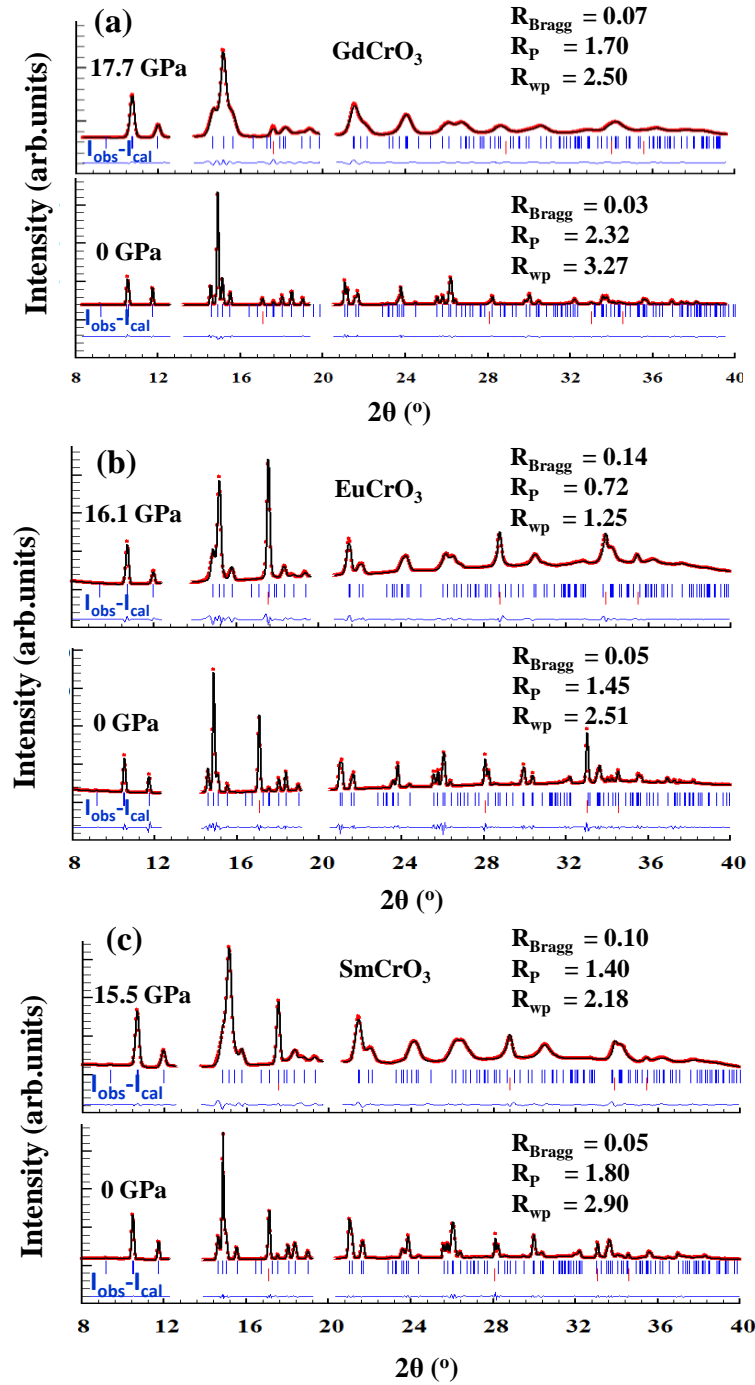 (a)
17.7 GPa
GdCrO3
RBragg = 0.07
RP = 1.70
Rwp = 2.50
Iobs-Ical
0 GPa
RBragg = 0.03
RP = 2.32
Rwp = 3.27
Iobs-Ical
Intensity (arb.units)
8 12 16 20 24 28 32 36 40
2θ (o)
(b)
16.1 GPa
EuCrO3
RBragg = 0.14
RP = 0.72
Rwp = 1.25
Iobs-Ical
0 GPa
RBragg = 0.05
RP = 1.45
Rwp = 2.51
Iobs-Ical
Intensity (arb.units)
8 12 16 20 24 28 32 36 40
2θ (o)
(c)
15.5 GPa
SmCrO3
RBragg = 0.10
RP = 1.40
Rwp = 2.18
Iobs-Ical
0 GPa
RBragg = 0.05
RP = 1.80
Rwp = 2.90
Iobs-Ical
Intensity (arb.units)
8 12 16 20 24 28 32 36 40
2θ (o)